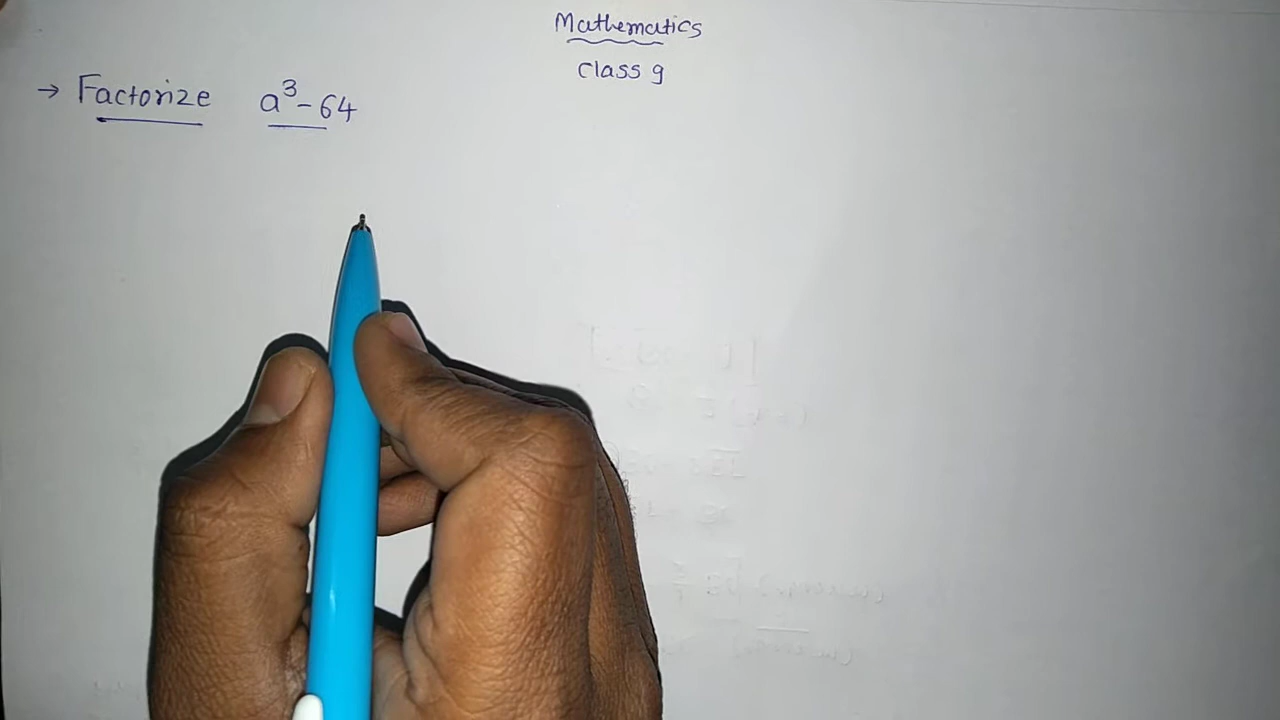 Mathematics
Class 9
→ Factorize a³-64